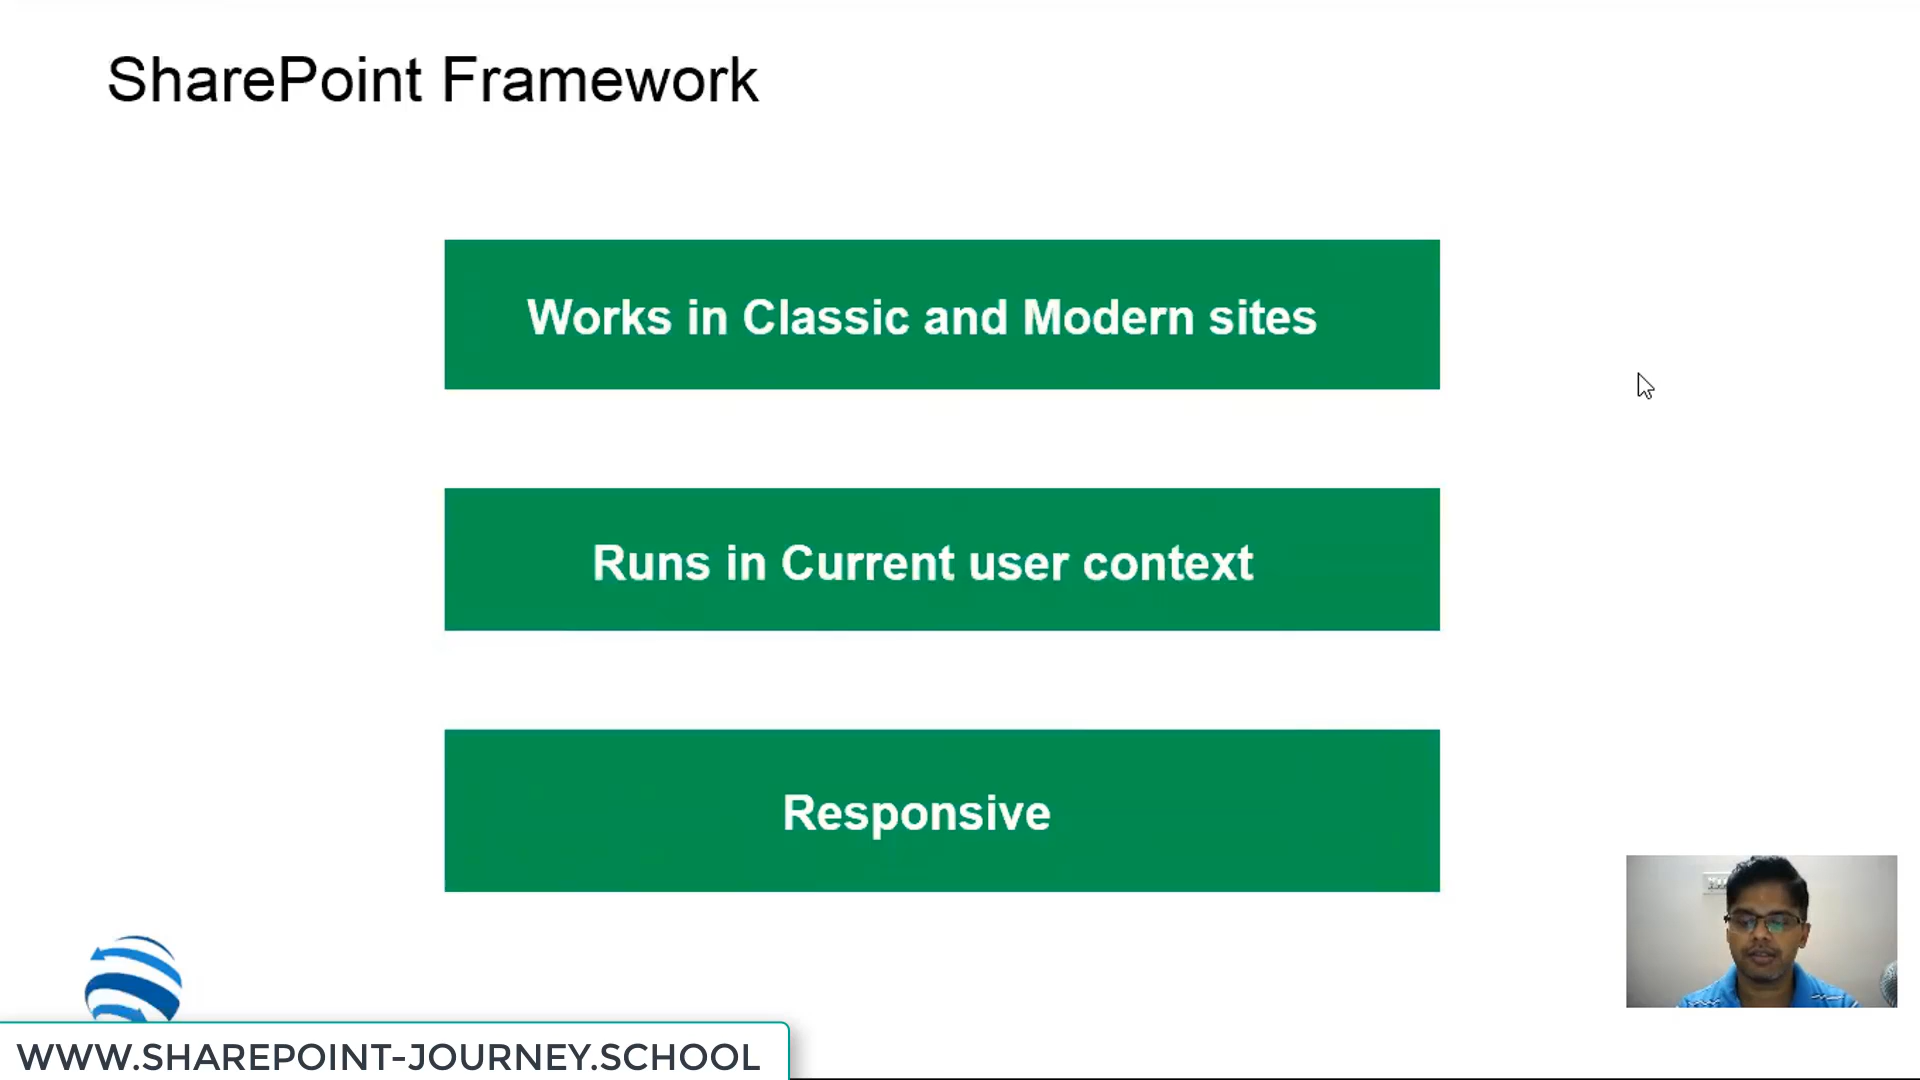 SharePoint Framework
Works in Classic and Modern sites
Runs in Current user context
Responsive
WWW.SHAREPOINT-JOURNEY.SCHOOL